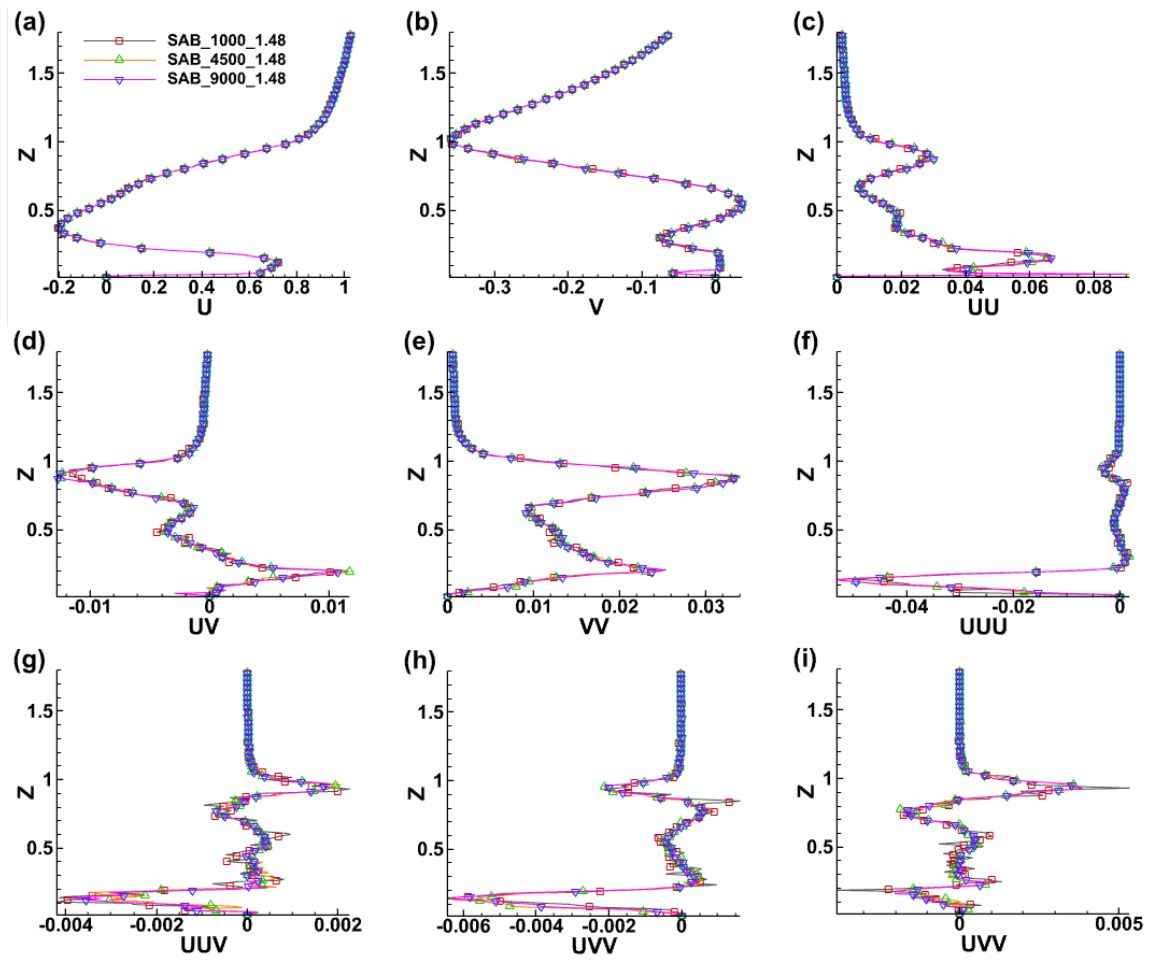 (a)
SAB_1000_1.48
SAB_4500_1.48
SAB_9000_1.48
1.5
1
0.5
Z
-0.2 0 0.2 0.4 0.6 0.8 1
U
(b)
1.5
1
0.5
Z
-0.3 -0.2 -0.1 0
V
(c)
1.5
1
0.5
Z
0 0.02 0.04 0.06 0.08
UU
(d)
1.5
1
0.5
Z
-0.01 0 0.01
UV
(e)
1.5
1
0.5
Z
0 0.01 0.02 0.03
VV
(f)
1.5
1
0.5
Z
-0.04 -0.02 0
UUU
(g)
1.5
1
0.5
Z
0
-0.004 -0.002 0 0.002
UUV
(h)
1.5
1
0.5
Z
-0.006 -0.004 -0.002 0
UVV
(i)
1.5
1
0.5
Z
0 0.005
UVV